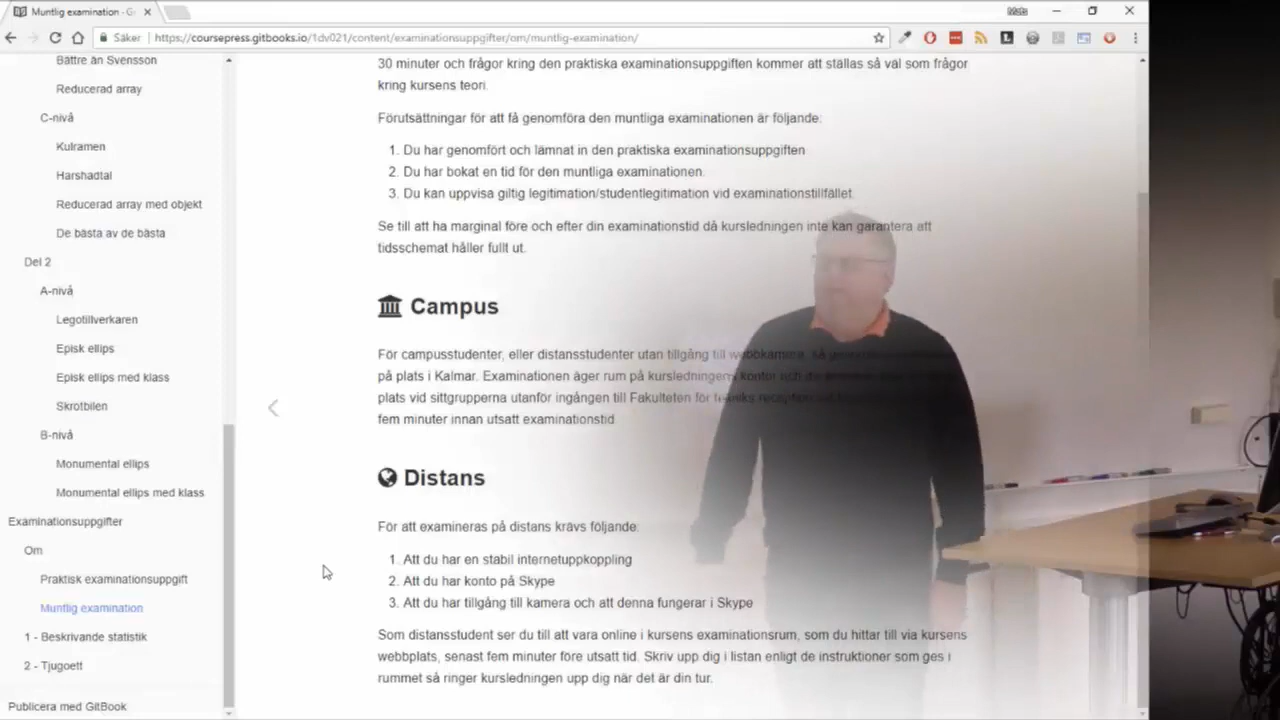 Muntlig examination - G
Mats
Säker
https://coursepress.gitbooks.io/1dv021/content/examinationsuppgifter/om/muntlig-examination/
Bättre än Svensson
Reducerad array
C-nivå
Kulramen
Harshadtal
Reducerad array med objekt
De bästa av de bästa
Del 2
A-nivå
Legotillverkaren
Episk ellips
Episk ellips med klass
Skrotbilen
B-nivå
Monumental ellips
Monumental ellips med klass
Examinationsuppgifter
Om
Praktisk examinationsuppgift
Muntlig examination
1 - Beskrivande statistik
2 - Tjugoett
Publicera med GitBook
30 minuter och frågor kring den praktiska examinationsuppgiften kommer att ställas så väl som frågor
kring kursens teori.
Förutsättningar för att få genomföra den muntliga examinationen är följande:
1. Du har genomfört och lämnat in den praktiska examinationsuppgiften
2. Du har bokat en tid för den muntliga examinationen.
3. Du kan uppvisa giltig legitimation/studentlegitimation vid examinationstillfället.
Se till att ha marginal före och efter din examinationstid då kursledningen inte kan garantera att
tidsschemat håller fullt ut.
Campus
För campusstudenter, eller distansstudenter utan tillgång till webbkamera, så
på plats i Kalmar. Examinationen äger rum på kursledningens kontor och
plats vid sittgrupperna utanför ingången till Fakulteten för tekniks reception
fem minuter innan utsatt examinationstid
Distans
För att examineras på distans krävs följande:
1. Att du har en stabil internetuppkoppling
2. Att du har konto på Skype
3. Att du har tillgång till kamera och att denna fungerar i Skype
Som distansstudent ser du till att vara online i kursens examinationsrum, som du hittar till via kursens
webbplats, senast fem minuter före utsatt tid. Skriv upp dig i listan enligt de instruktioner som ges i
rummet så ringer kursledningen upp dig när det är din tur.